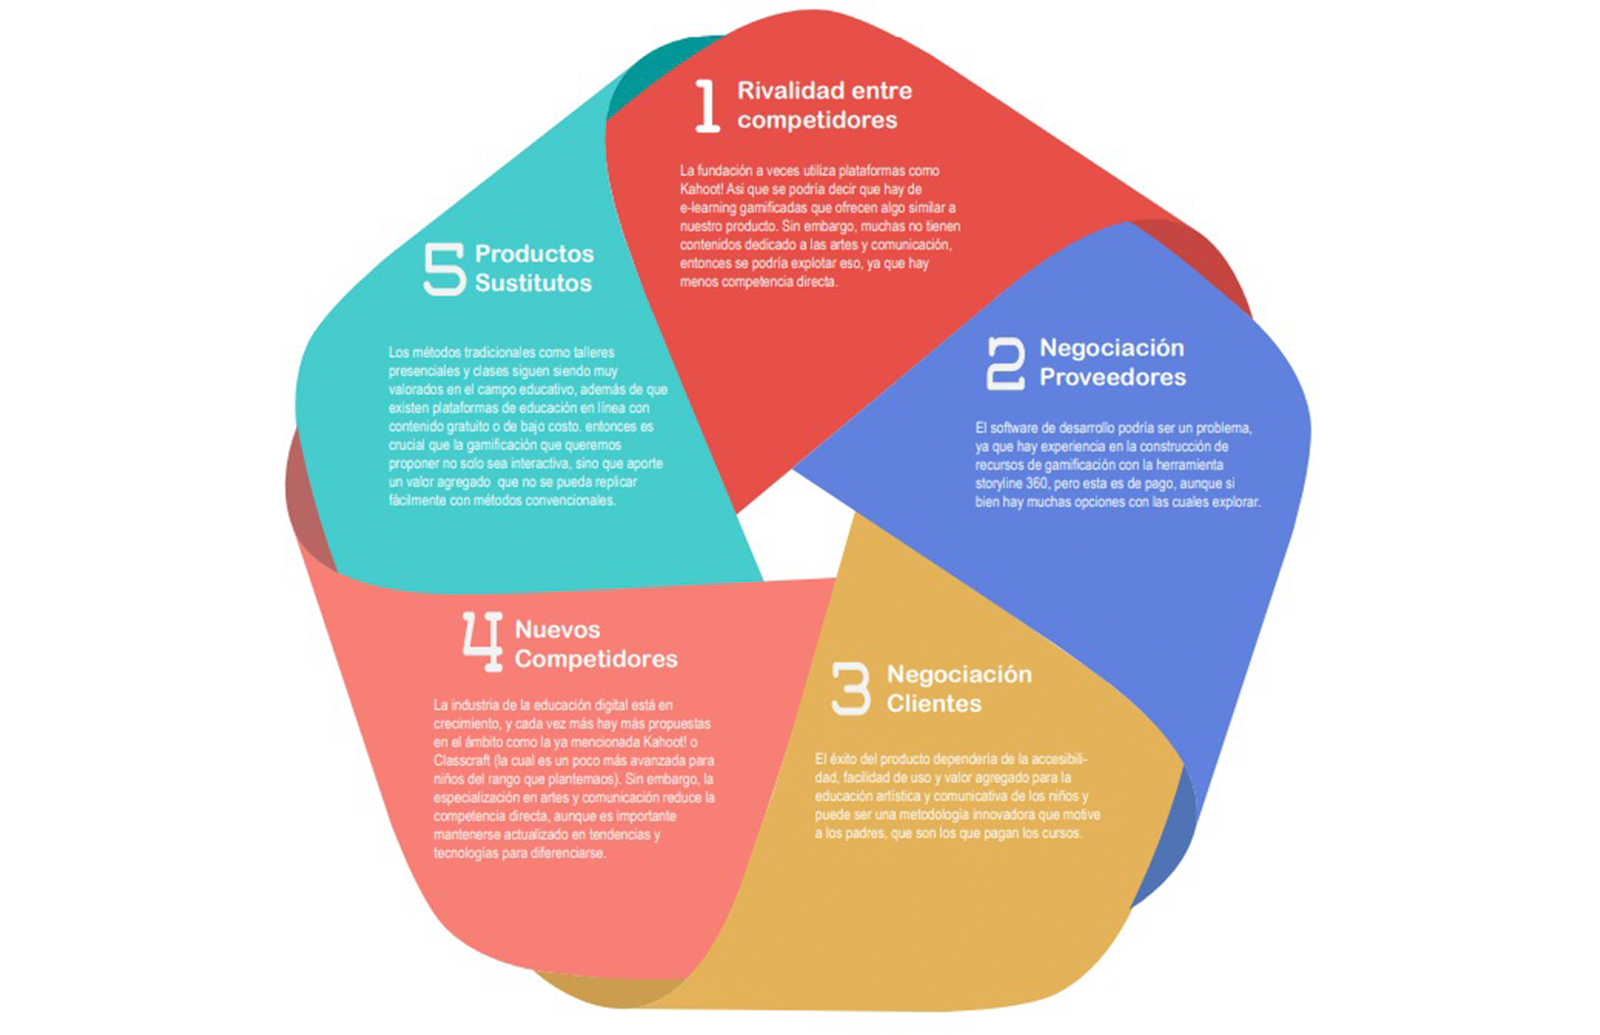 1
Rivalidad entre
competidores
La fundación a veces utiliza plataformas como
Kahoot! Asi que se podría decir que hay de
e-learning gamificadas que ofrecen algo similar a
nuestro producto. Sin embargo, muchas no tienen
contenidos dedicado a las artes y comunicación,
entonces se podría explotar eso, ya que hay
menos competencia directa.
2
Negociación
Proveedores
El software de desarrollo podría ser un problema,
ya que hay experiencia en la construcción de
recursos de gamificación con la herramienta
storyline 360, pero esta es de pago, aunque si
bien hay muchas opciones con las cuales explorar.
3
Negociación
Clientes
El éxito del producto dependería de la accesibili-
dad, facilidad de uso y valor agregado para la
educación artística y comunicativa de los niños y
puede ser una metodología innovadora que motive
a los padres, que son los que pagan los cursos.
4
Nuevos
Competidores
La industria de la educación digital está en
crecimiento, y cada vez más hay más propuestas
en el ámbito como la ya mencionada Kahoot! o
Classcraft (la cual es un poco más avanzada para
niños del rango que plantemaos). Sin embargo, la
especialización en artes y comunicación reduce la
competencia directa, aunque es importante
mantenerse actualizado en tendencias y
tecnologías para diferenciarse.
5
Productos
Sustitutos
Los métodos tradicionales como talleres
presenciales y clases siguen siendo muy
valorados en el campo educativo, además de que
existen plataformas de educación en línea con
contenido gratuito o de bajo costo. entonces es
crucial que la gamificación que queremos
proponer no solo sea interactiva, sino que aporte
un valor agregado que no se pueda replicar
fácilmente con métodos convencionales.